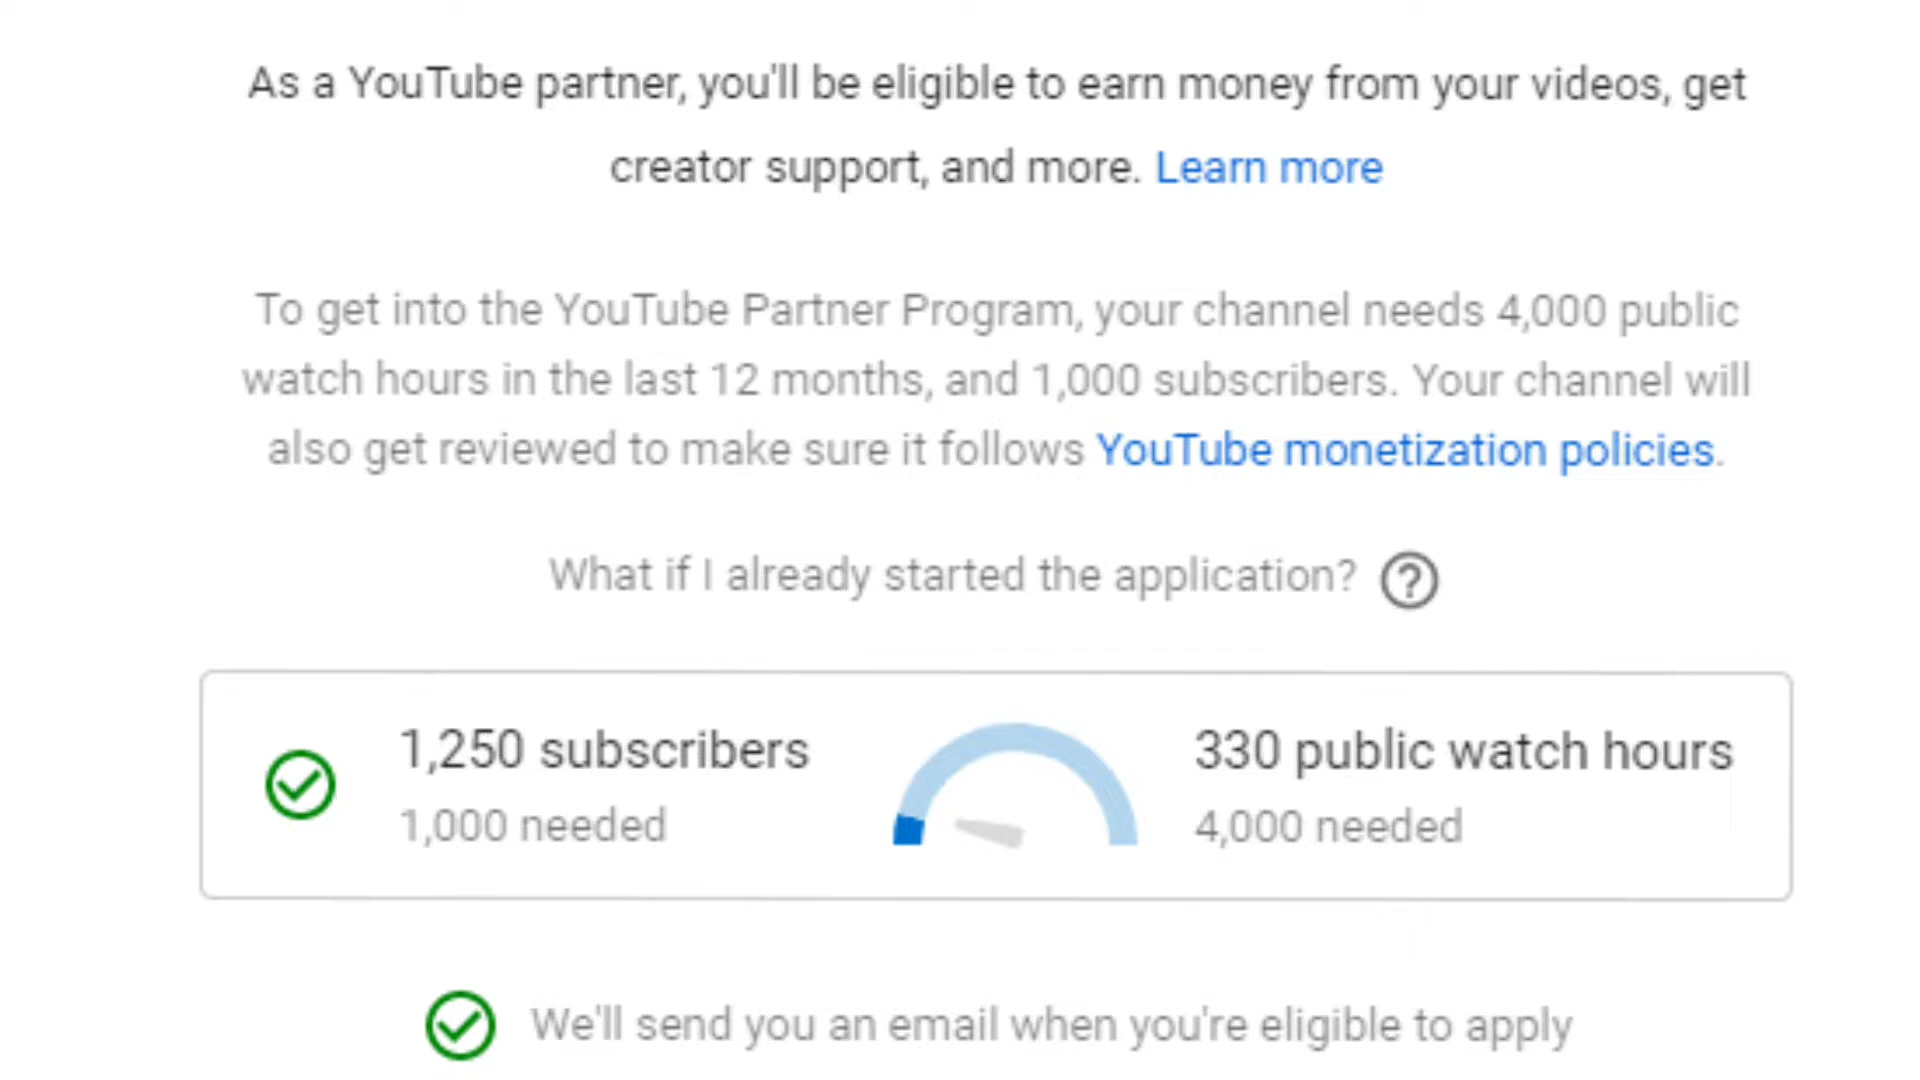 As a YouTube partner, you'll be eligible to earn money from your videos, get
creator support, and more. Learn more
To get into the YouTube Partner Program, your channel needs 4,000 public
watch hours in the last 12 months, and 1,000 subscribers. Your channel will
also get reviewed to make sure it follows YouTube monetization policies.
What if I already started the application? ?
1,250 subscribers
1,000 needed
330 public watch hours
4,000 needed
We'll send you an email when you're eligible to apply